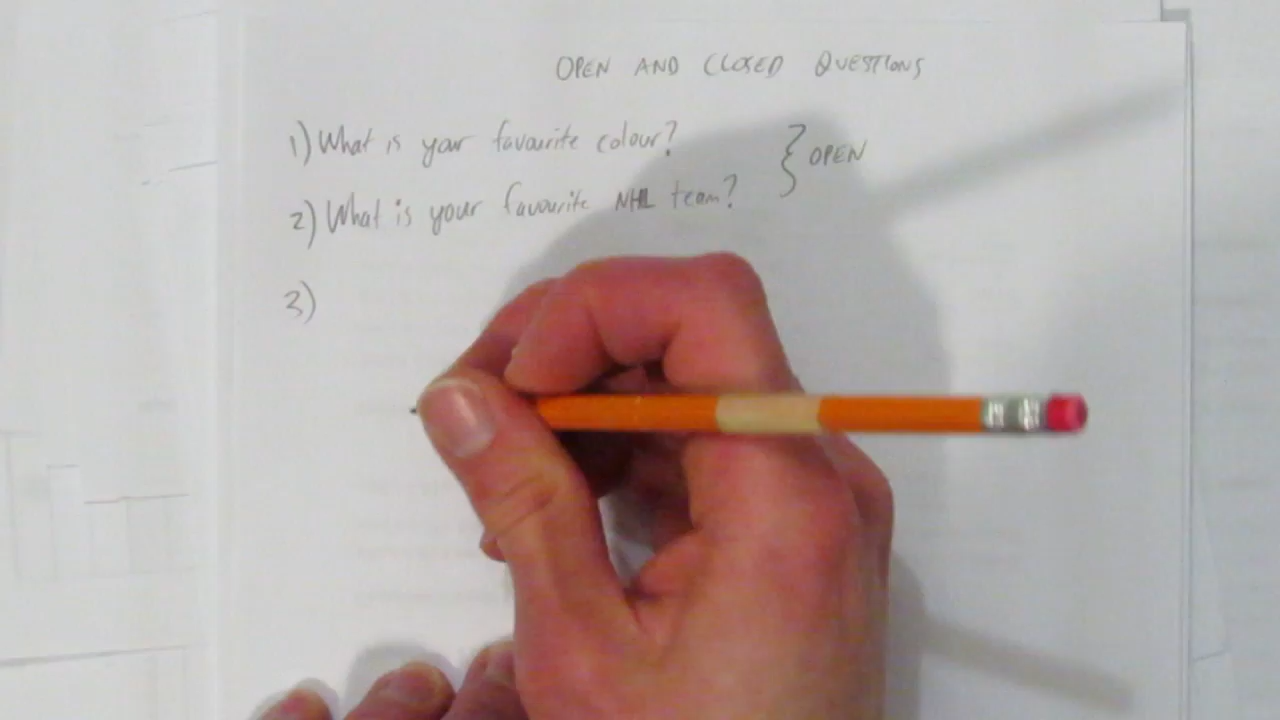 OPEN AND CLOSED QUESTIONS
1) What is your favourite colour?
} OPEN
2) What is your favourite NHL team?
3)